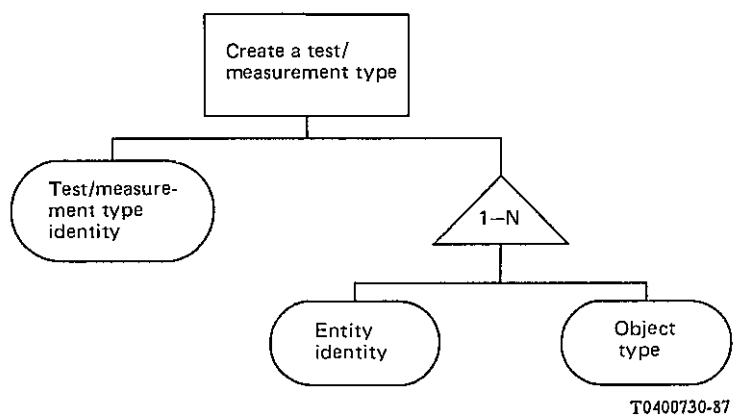 Create a test/
measurement type
Test/measure-
ment type
identity
1–N
Entity
identity
Object
type
T0400730-87